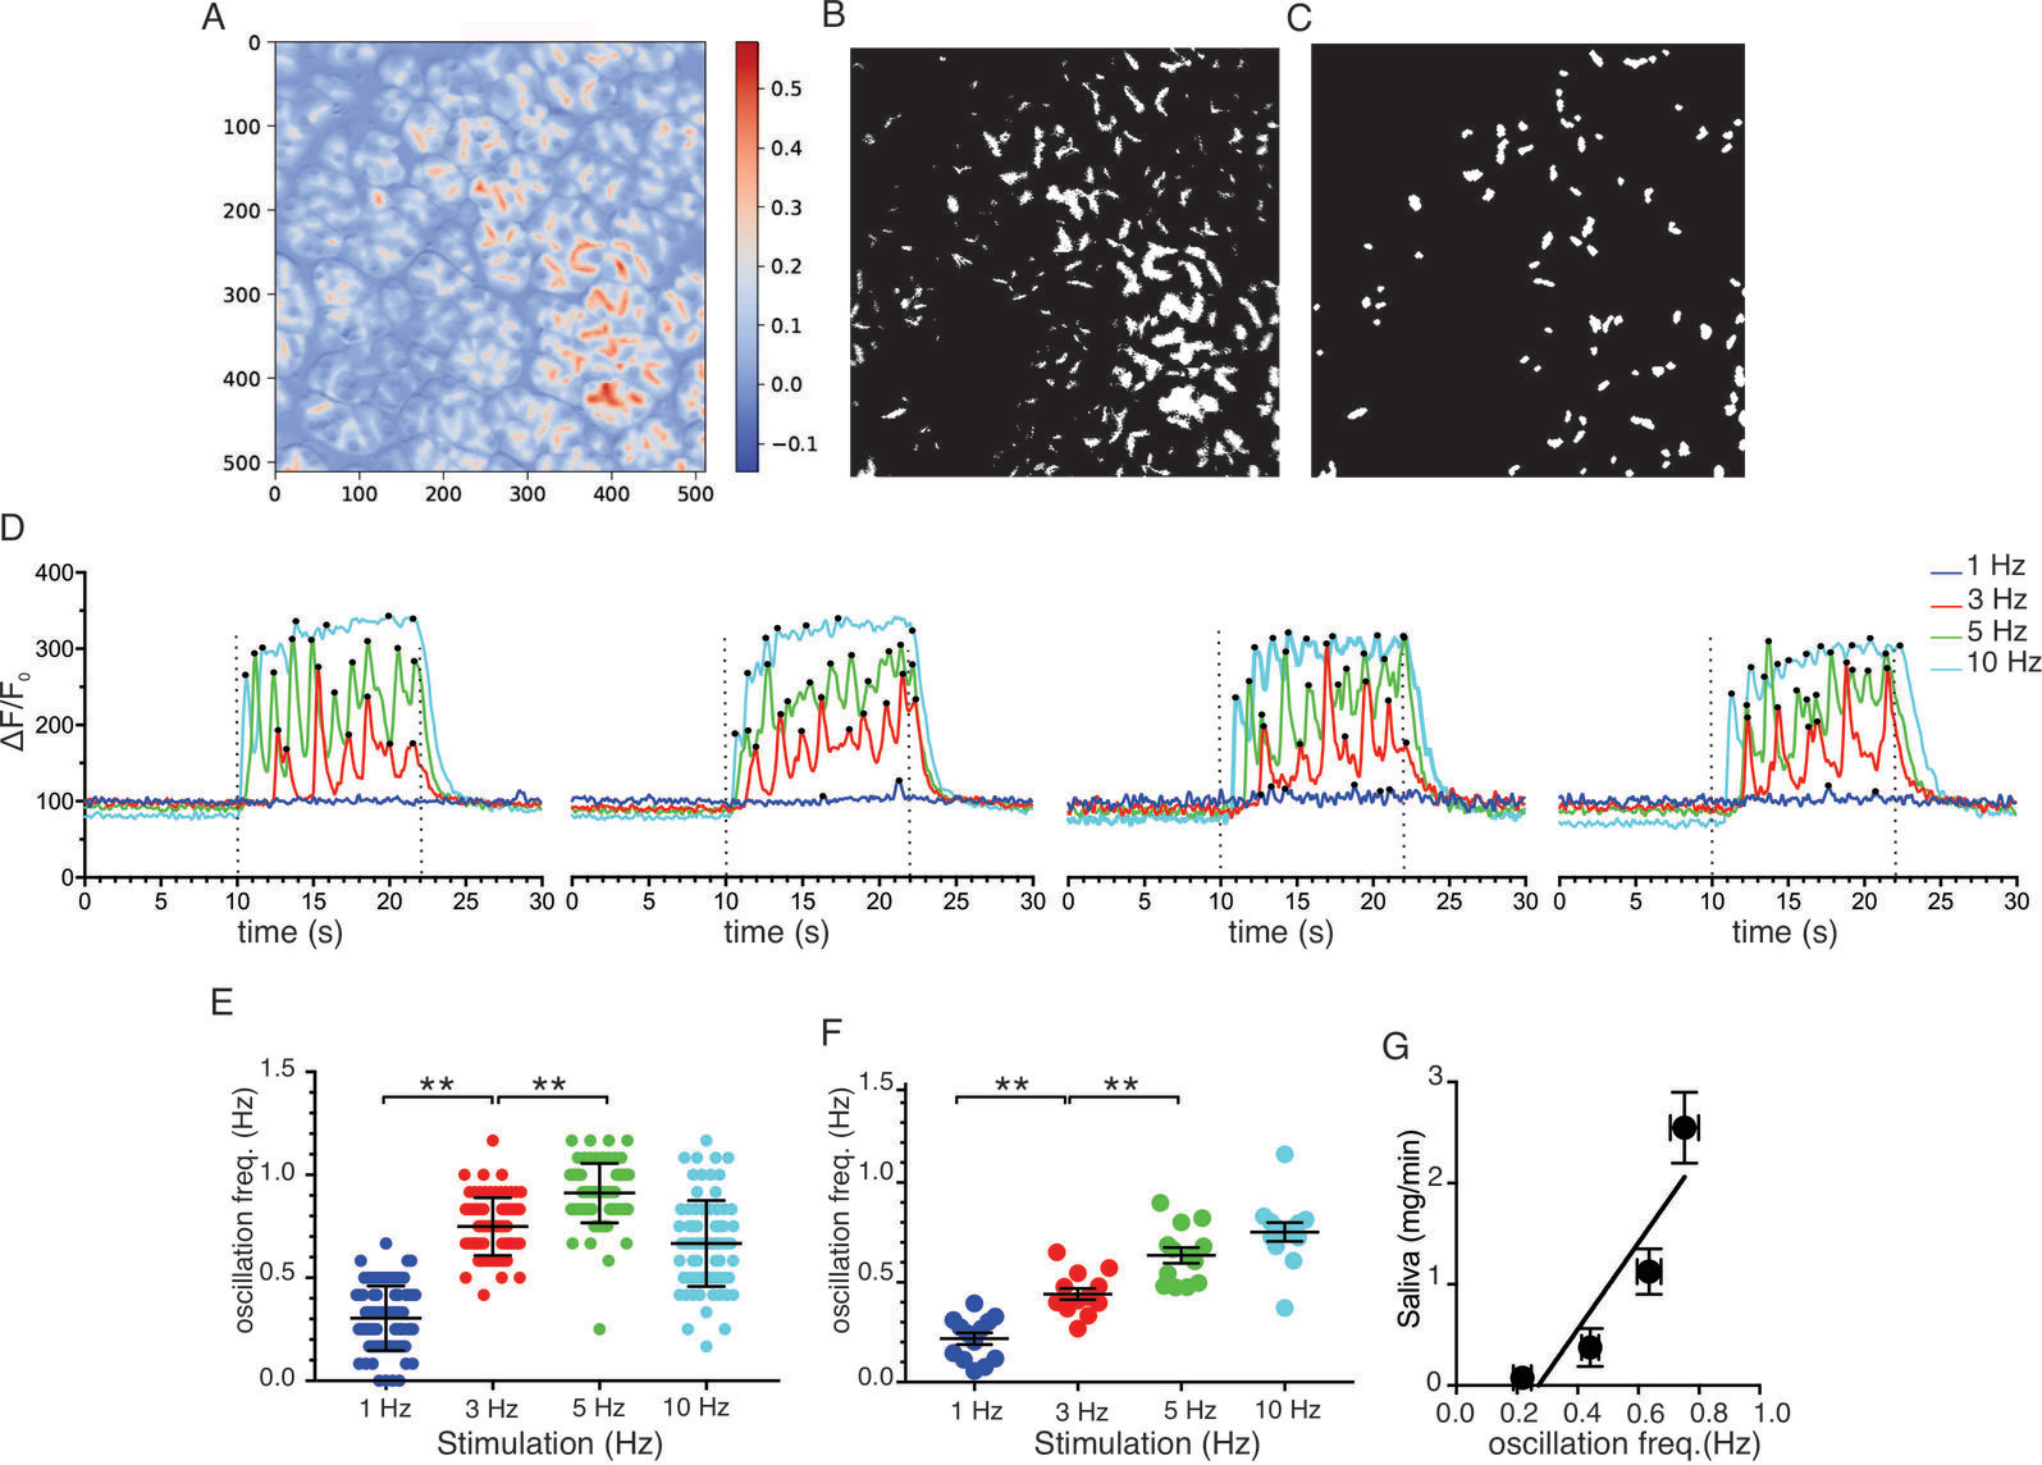 A
B
C
0
100
200
300
400
500
0 100 200 300 400 500
0.5
0.4
0.3
0.2
0.1
0.0
−0.1
D
ΔF/F₀
400
300
200
100
0
0 5 10 15 20 25 30
time (s)
0 5 10 15 20 25 30
time (s)
0 5 10 15 20 25 30
time (s)
0 5 10 15 20 25 30
time (s)
1 Hz
3 Hz
5 Hz
10 Hz
E
oscillation freq. (Hz)
1.5
1.0
0.5
0.0
** **
1 Hz 3 Hz 5 Hz 10 Hz
Stimulation (Hz)
F
oscillation freq. (Hz)
1.5
1.0
0.5
0.0
** **
1 Hz 3 Hz 5 Hz 10 Hz
Stimulation (Hz)
G
Saliva (mg/min)
3
2
1
0
0.0 0.2 0.4 0.6 0.8 1.0
oscillation freq.(Hz)